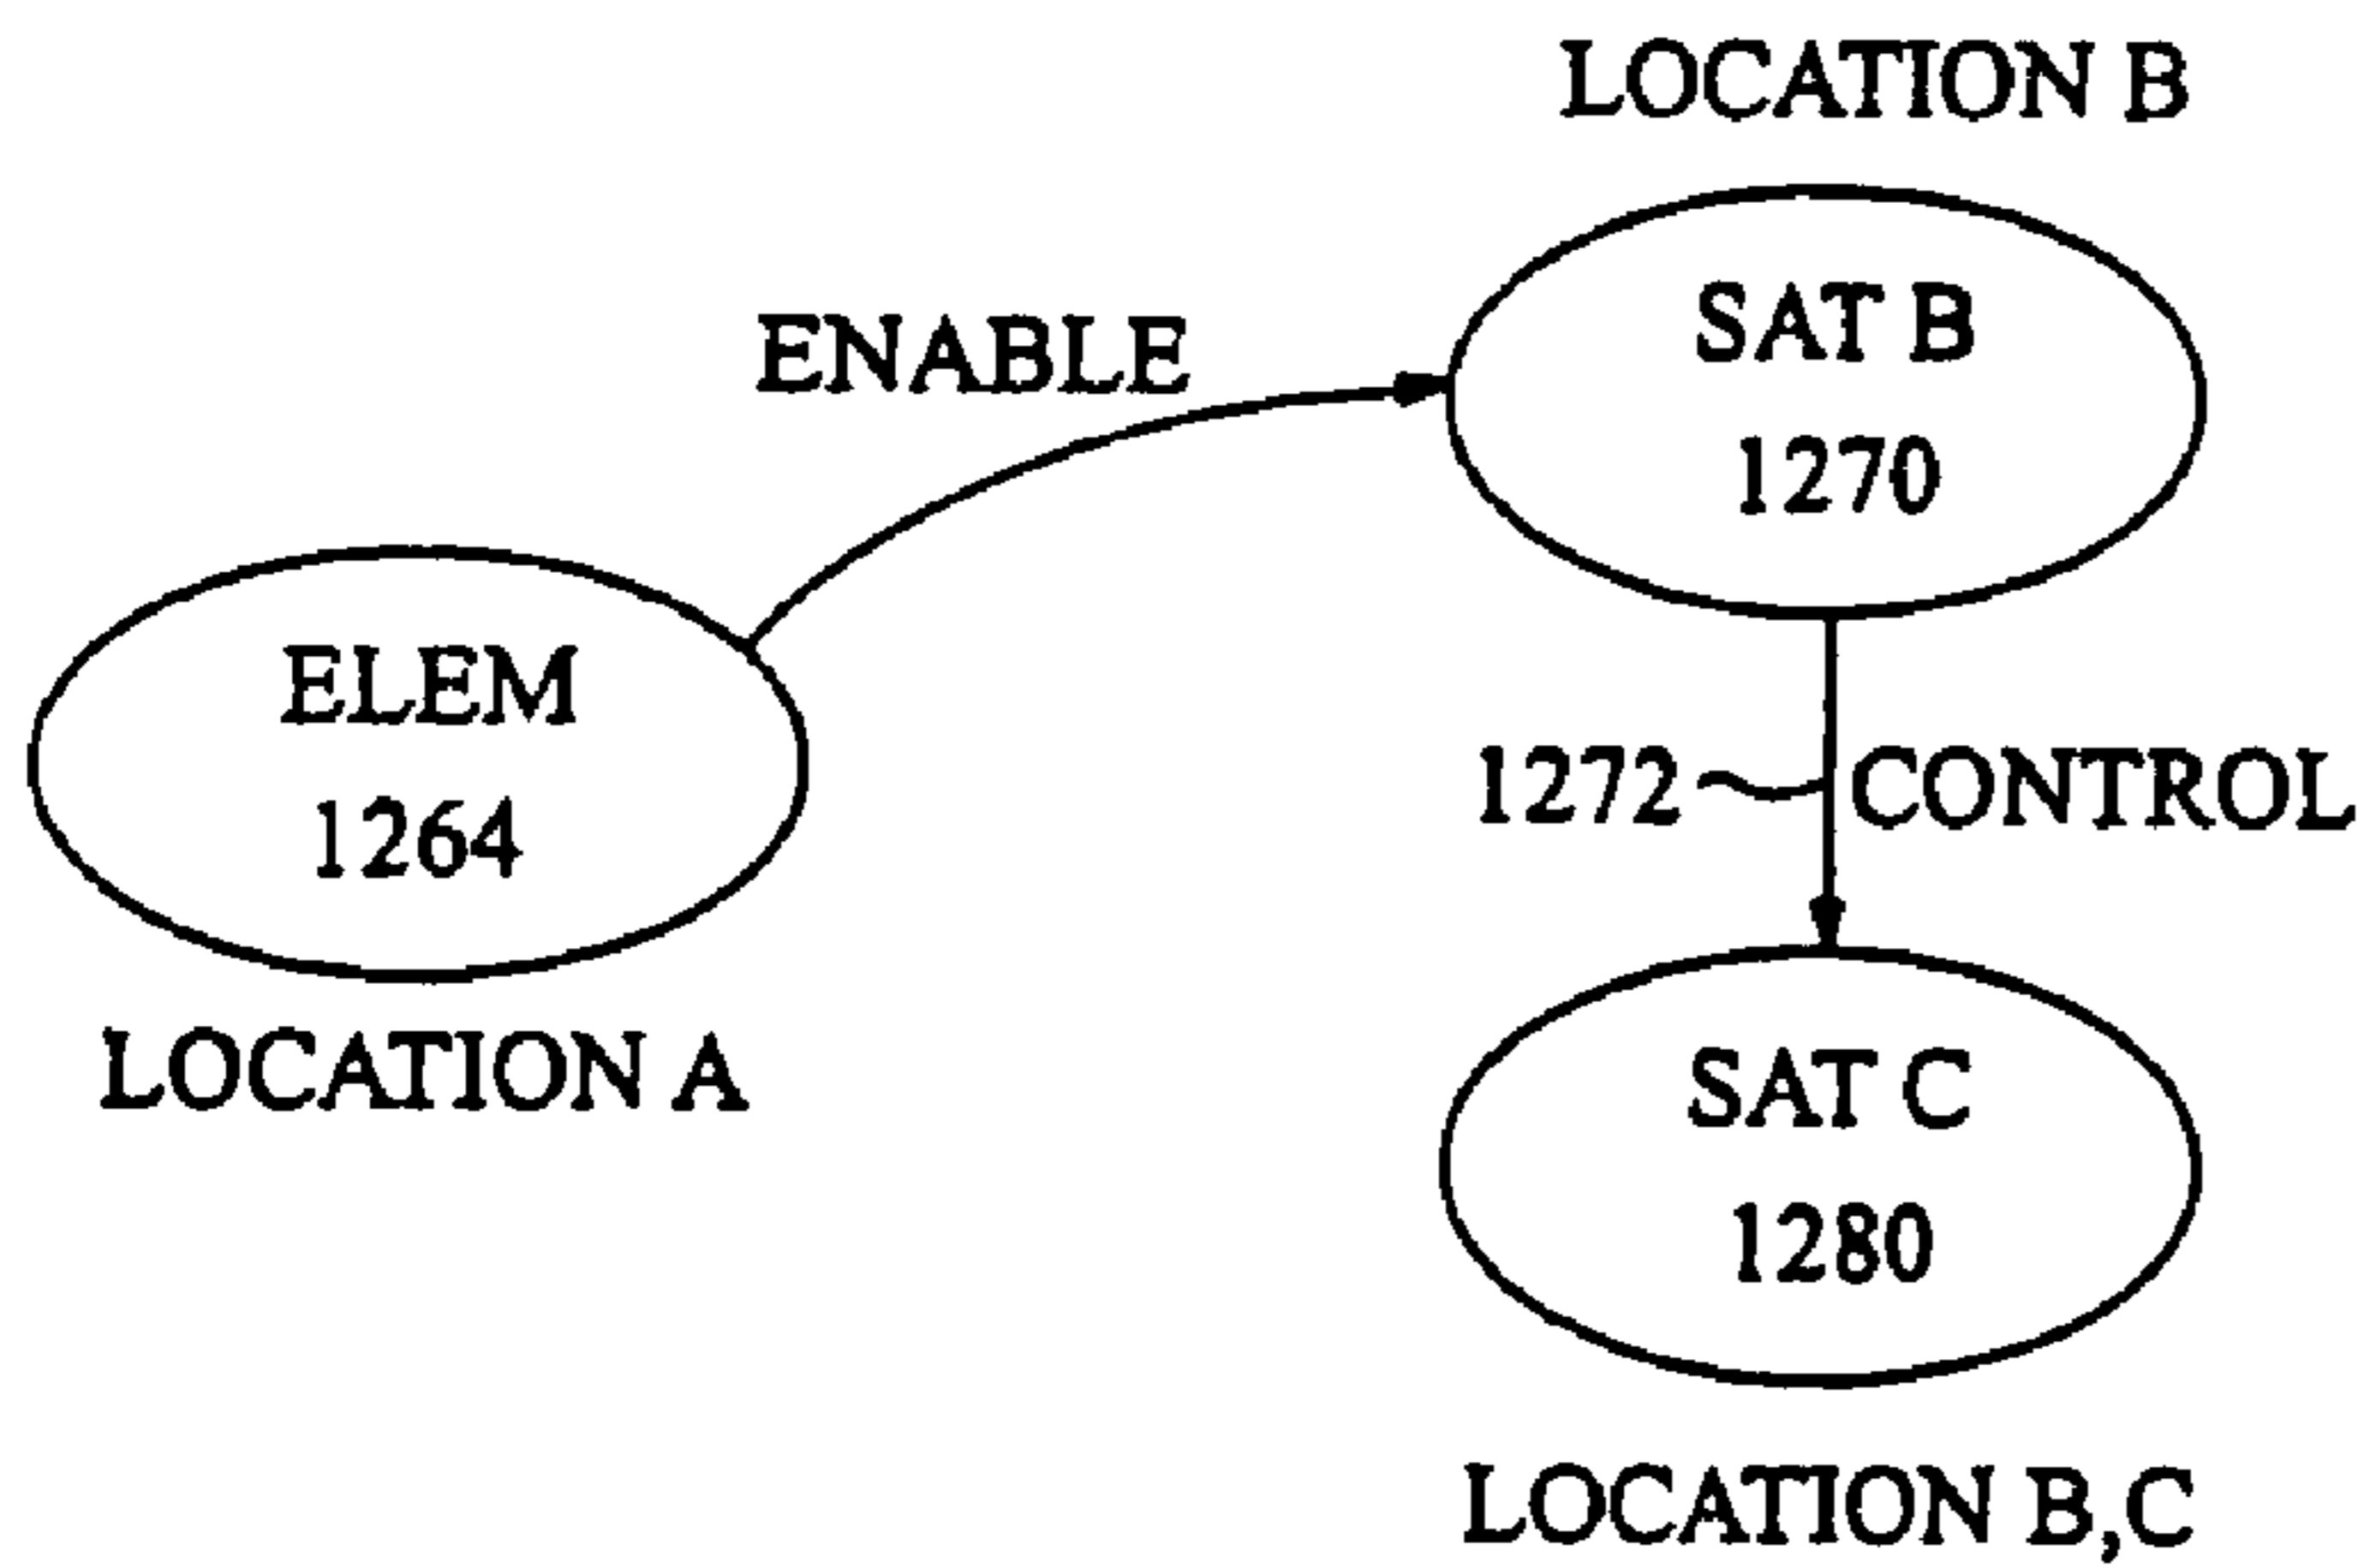 LOCATION B
SAT B
1270
ENABLE
ELEM
1264
LOCATION A
1272
CONTROL
SAT C
1280
LOCATION B,C